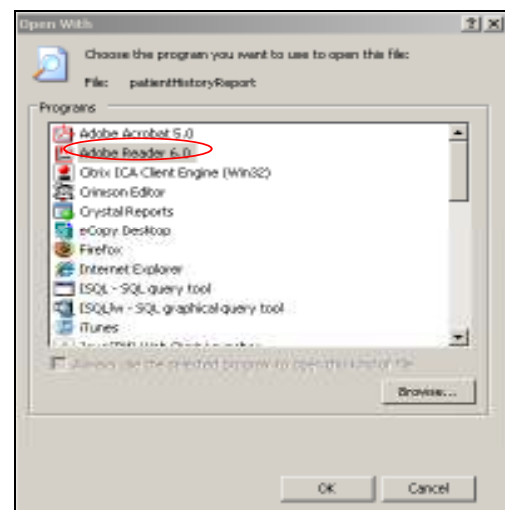 Open With
Choose the program you want to use to open this file:
File: patientHistoryReport
Programs
Adobe Acrobat 5.0
Adobe Reader 6.0
Citrix ICA Client Engine (Win32)
Crimson Editor
Crystal Reports
eCopy Desktop
Firefox
Internet Explorer
ISQL - SQL query tool
ISQL/w - SQL graphical query tool
iTunes
Always use the selected program to open this kind of file
Browse...
OK Cancel